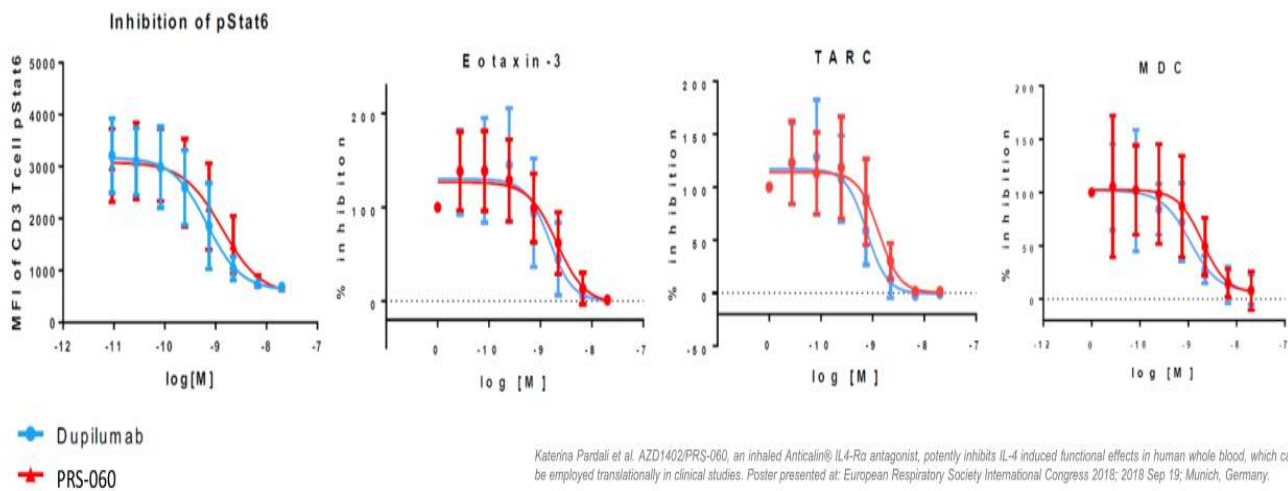 Inhibition of pStat6
MFI of CD3 Tcell pStat6
5000
4000
3000
2000
1000
0
-12 -11 -10 -9 -8 -7
log[M]
Eotaxin-3
% inhibition
200
100
0
0 -10 -9 -8 -7
log [M]
TARC
% inhibition
200
150
100
50
0
-50
0 -10 -9 -8 -7
log [M]
MDC
% inhibition
200
150
100
50
0
-12 0 -10 -9 -8 -7
log [M]
Dupilumab
PRS-060
Katerina Pardali et al. AZD1402/PRS-060, an inhaled Anticalin® IL4-Rα antagonist, potently inhibits IL-4 induced functional effects in human whole blood, which ca
be employed translationally in clinical studies. Poster presented at: European Respiratory Society International Congress 2018; 2018 Sep 19; Munich, Germany.